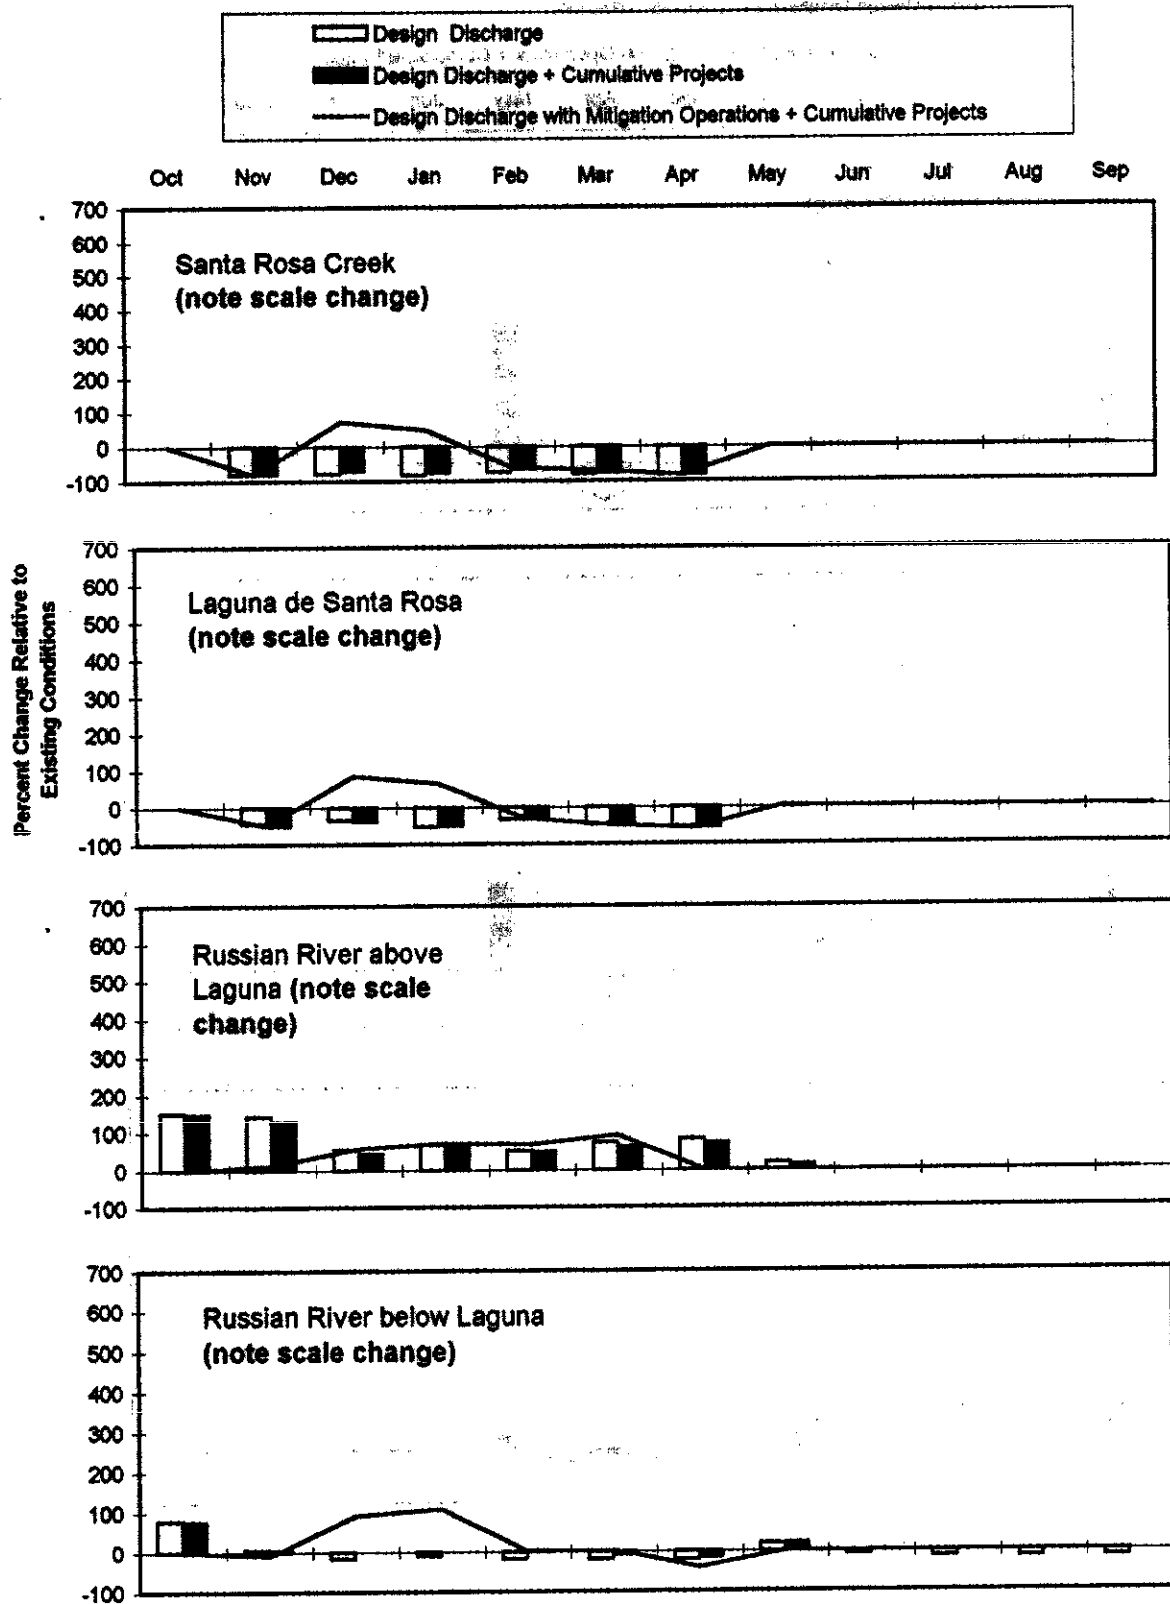 Design Discharge
Design Discharge + Cumulative Projects
Design Discharge with Mitigation Operations + Cumulative Projects
Oct Nov Dec Jan Feb Mar Apr May Jun Jul Aug Sep
700
600
500
400
300
200
100
0
-100
Santa Rosa Creek
(note scale change)
Percent Change Relative to
Existing Conditions
700
600
500
400
300
200
100
0
-100
Laguna de Santa Rosa
(note scale change)
700
600
500
400
300
200
100
0
-100
Russian River above
Laguna (note scale
change)
700
600
500
400
300
200
100
0
-100
Russian River below Laguna
(note scale change)